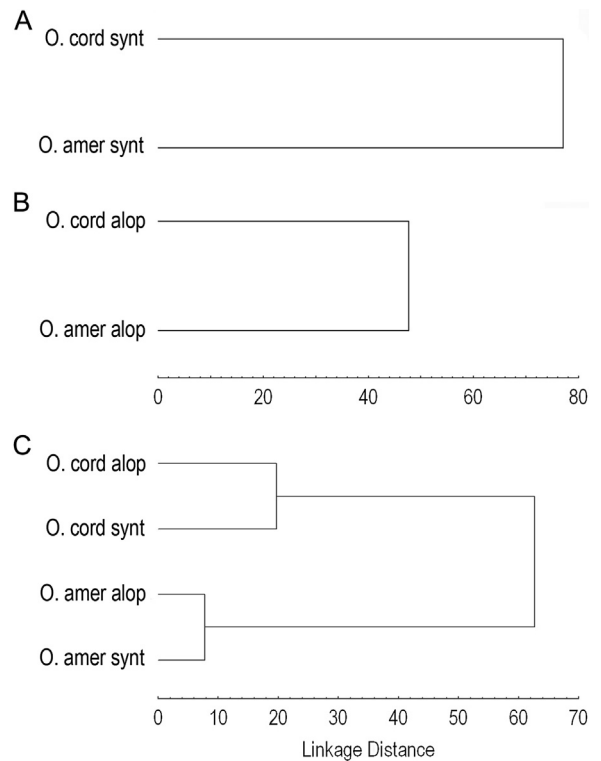 A
O. cord synt
O. amer synt
B
O. cord alop
O. amer alop
0 20 40 60 80
C
O. cord alop
O. cord synt
O. amer alop
O. amer synt
0 10 20 30 40 50 60 70
Linkage Distance